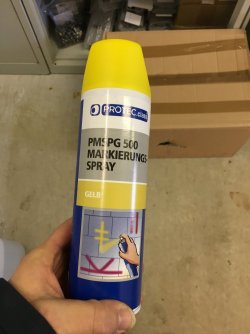 PROTEC.class
PMSPG 500
MARKIERUNGS
SPRAY
GELB